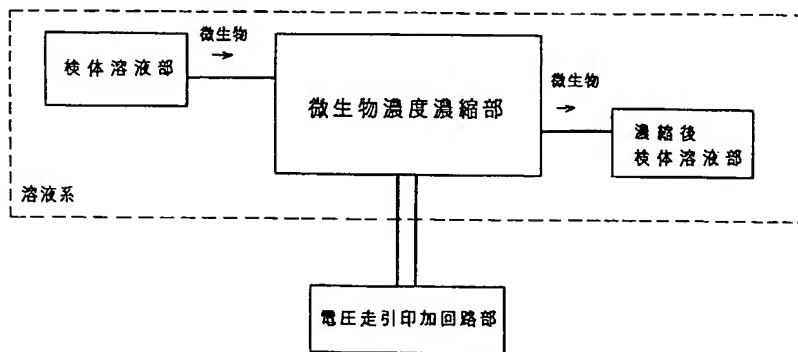 微生物
検体溶液部
微生物濃度濃縮部
微生物
濃縮後
検体溶液部
溶液系
電圧走引印加回路部